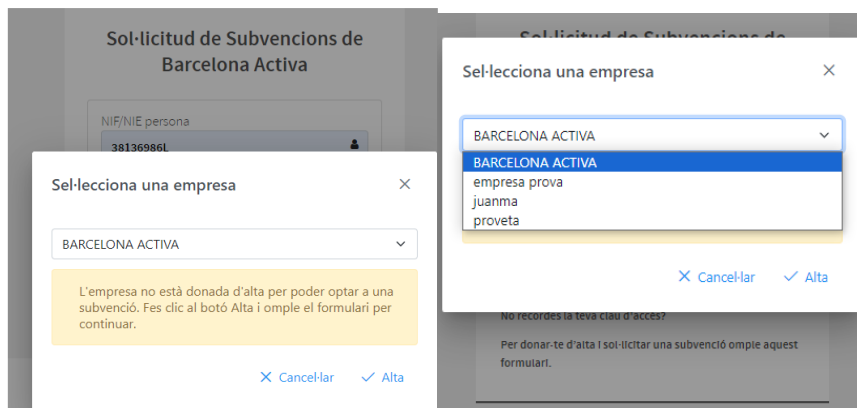 Sol·licitud de Subvencions de
Barcelona Activa
NIF/NIE persona
38136986L
Sel·lecciona una empresa
BARCELONA ACTIVA
L'empresa no està donada d'alta per poder optar a una
subvenció. Fes clic al botó Alta i omple el formulari per
continuar.
Cancel·lar
Alta
Sol·licitud de Subvencions de
Sel·lecciona una empresa
BARCELONA ACTIVA
BARCELONA ACTIVA
empresa prova
juanma
proveta
Cancel·lar
Alta
No recordes la teva clau d'accés?
Per donar-te d'alta i sol·licitar una subvenció omple aquest
formulari.